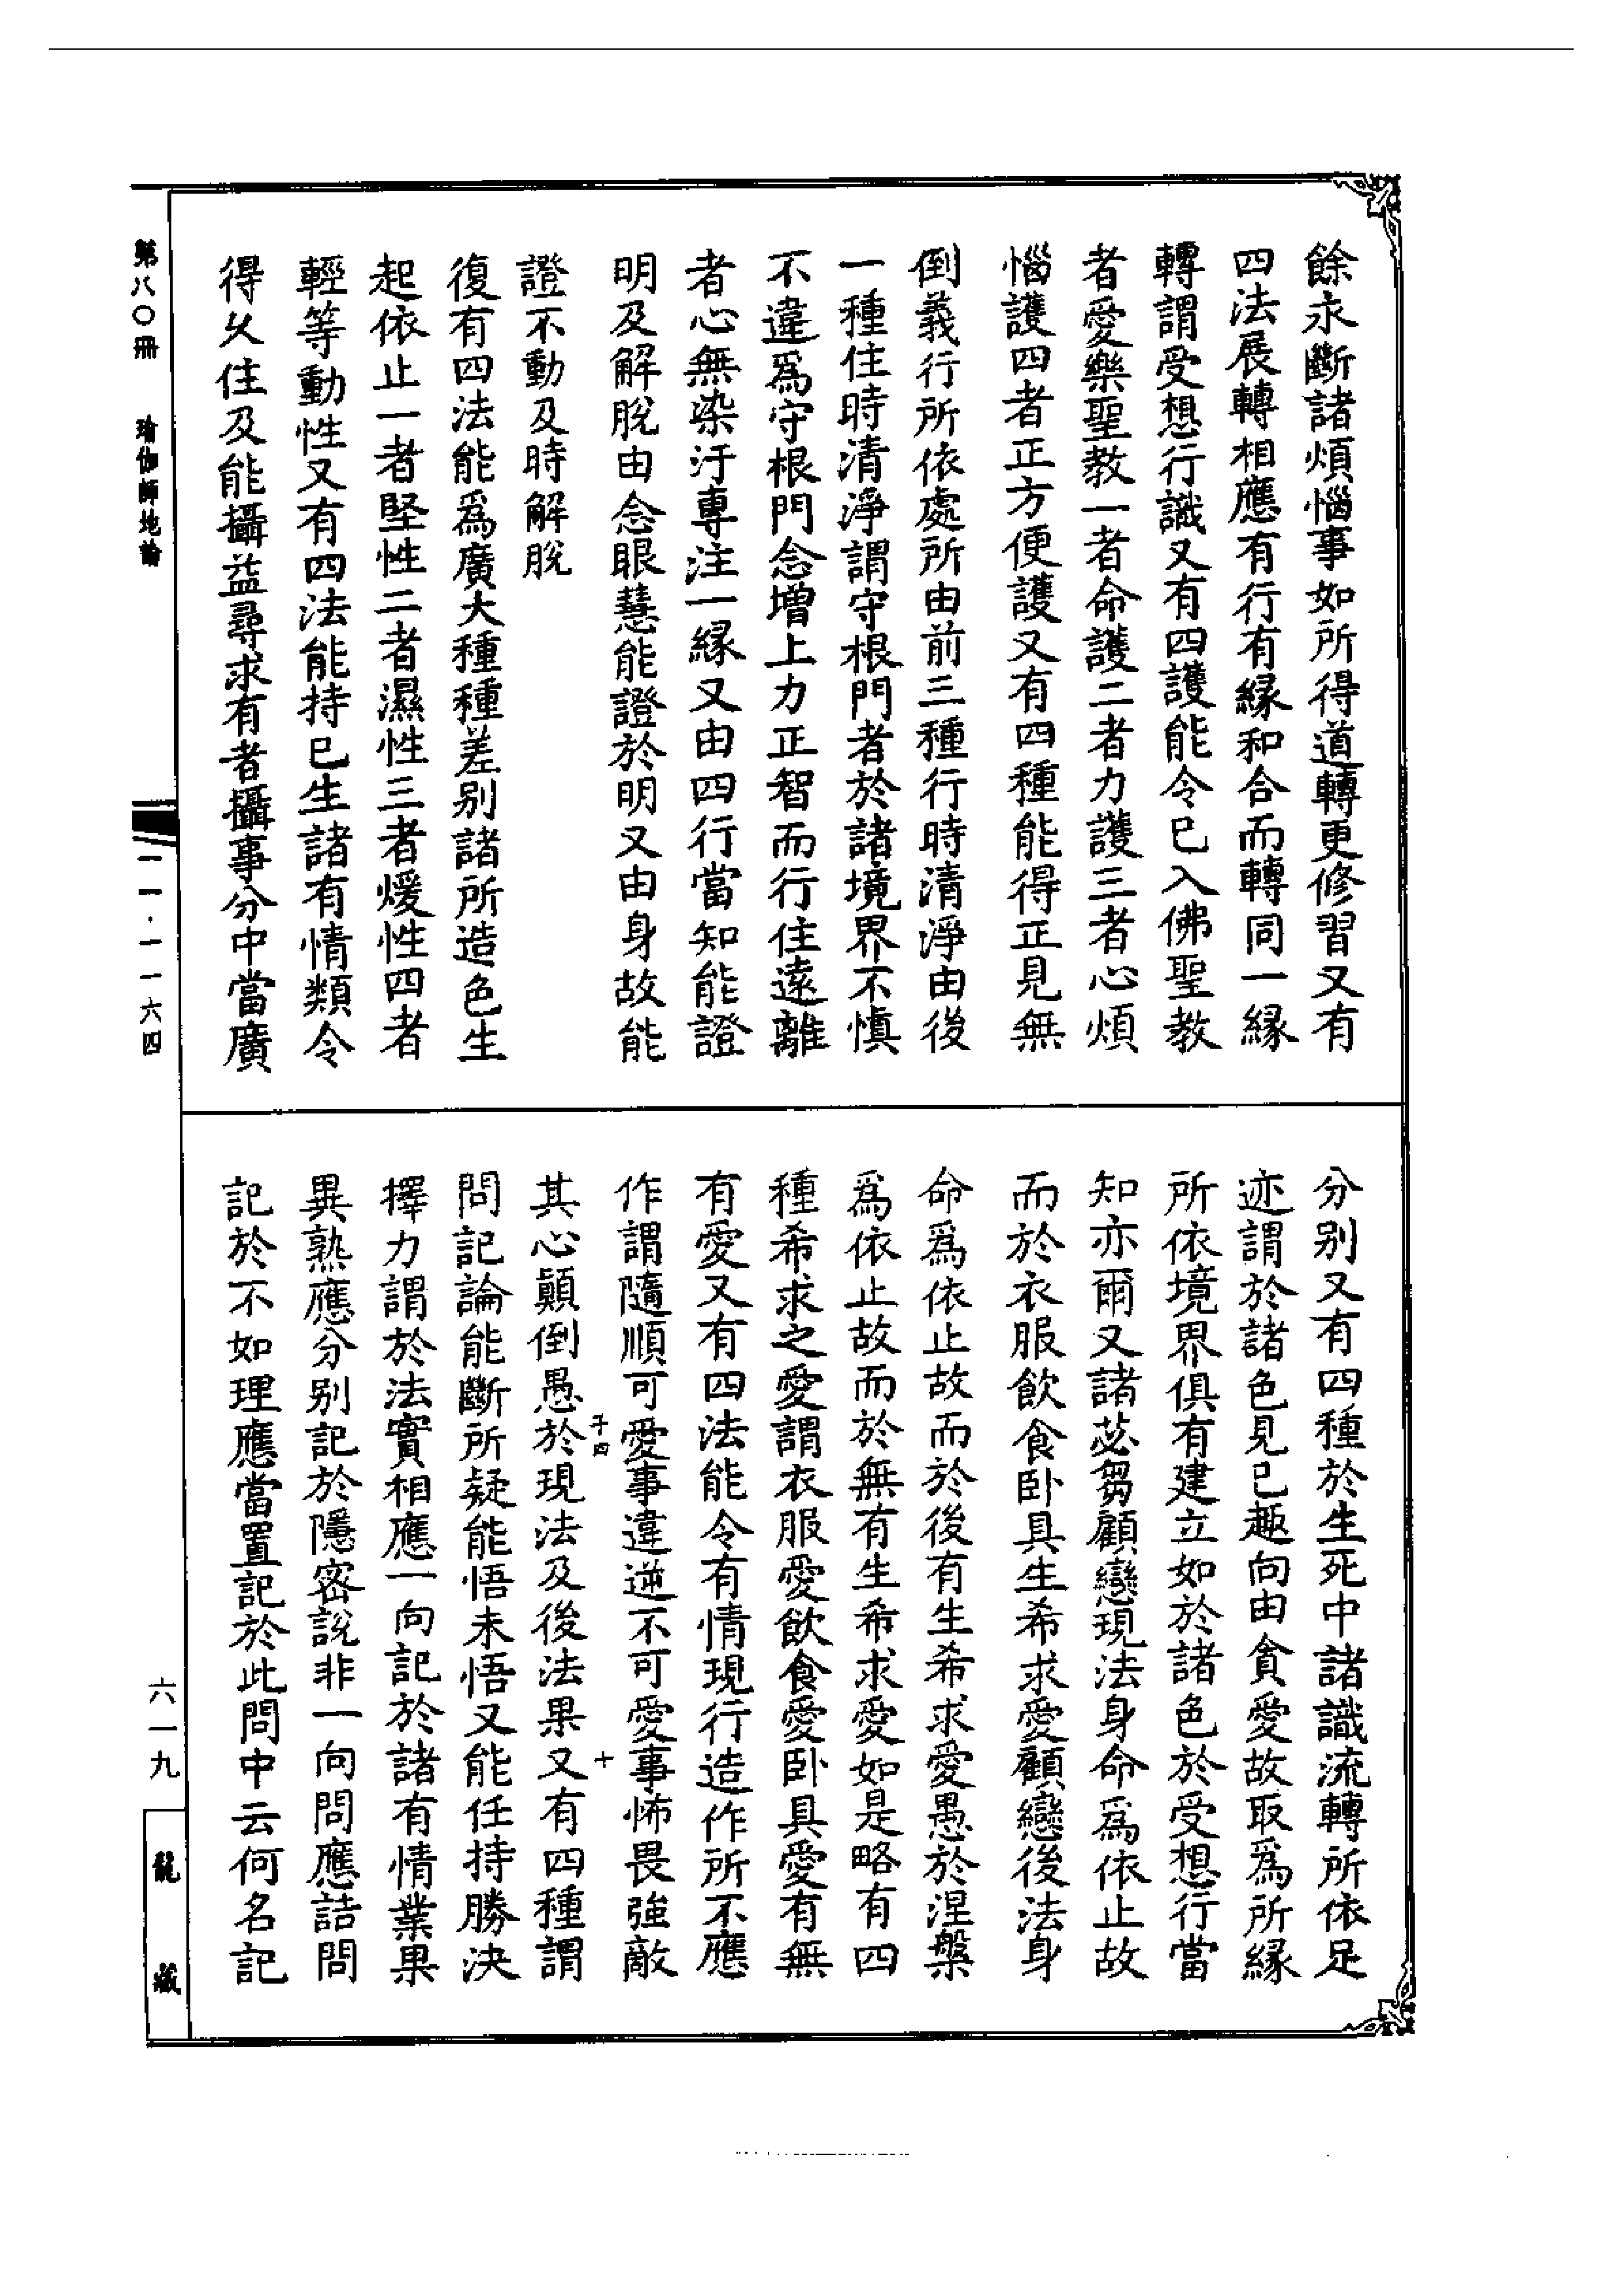 餘永斷諸煩惱事如所得道轉更修習又有
四法展轉相應有行有緣和合而轉同一緣
轉謂受想行識又有四護能令已入佛聖教
者愛樂聖教一者命護二者力護三者心煩
惱護四者正方便護又有四種能得正見無
倒義行所依處所由前三種行時清淨由後
一種住時清淨謂守根門者於諸境界不慎
不違爲守根門念增上力正智而行住遠離
者心無染汙專注一緣又由四行當知能證
明及解脫由念眼慧能證於明又由身故能
證不動及時解脫
復有四法能爲廣大種種差別諸所造色生
起依止一者堅性二者濕性三者煖性四者
輕等動性又有四法能持已生諸有情類令
得久住及能攝益尋求有者攝事分中當廣
分別又有四種於生死中諸識流轉所依足
迹謂於諸色見已趣向由貪愛故取爲所緣
所依境界俱有建立如於諸色於受想行當
知亦爾又諸苾芻顧戀現法身命爲依止故
而於衣服飲食卧具生希求愛顧戀後法身
命爲依止故而於後有生希求愛愚於涅槃
爲依止故而於無有生希求愛如是略有四
種希求之愛謂衣服愛飲食愛卧具愛有無
有愛又有四法能令有情現行造作所不應
作謂隨順可愛事違逆不可愛事怖畏強敵
其心顛倒愚於現法及後法果又有四種謂
問記論能斷所疑能悟未悟又能任持勝決
擇力謂於法實相應一向記於諸有情業果
異熟應分別記於隱密說非一向問應詰問
記於不如理應當置記於此問中云何名記
十
第八〇冊 瑜伽師地論
一一·一一六四
六一九
龍藏